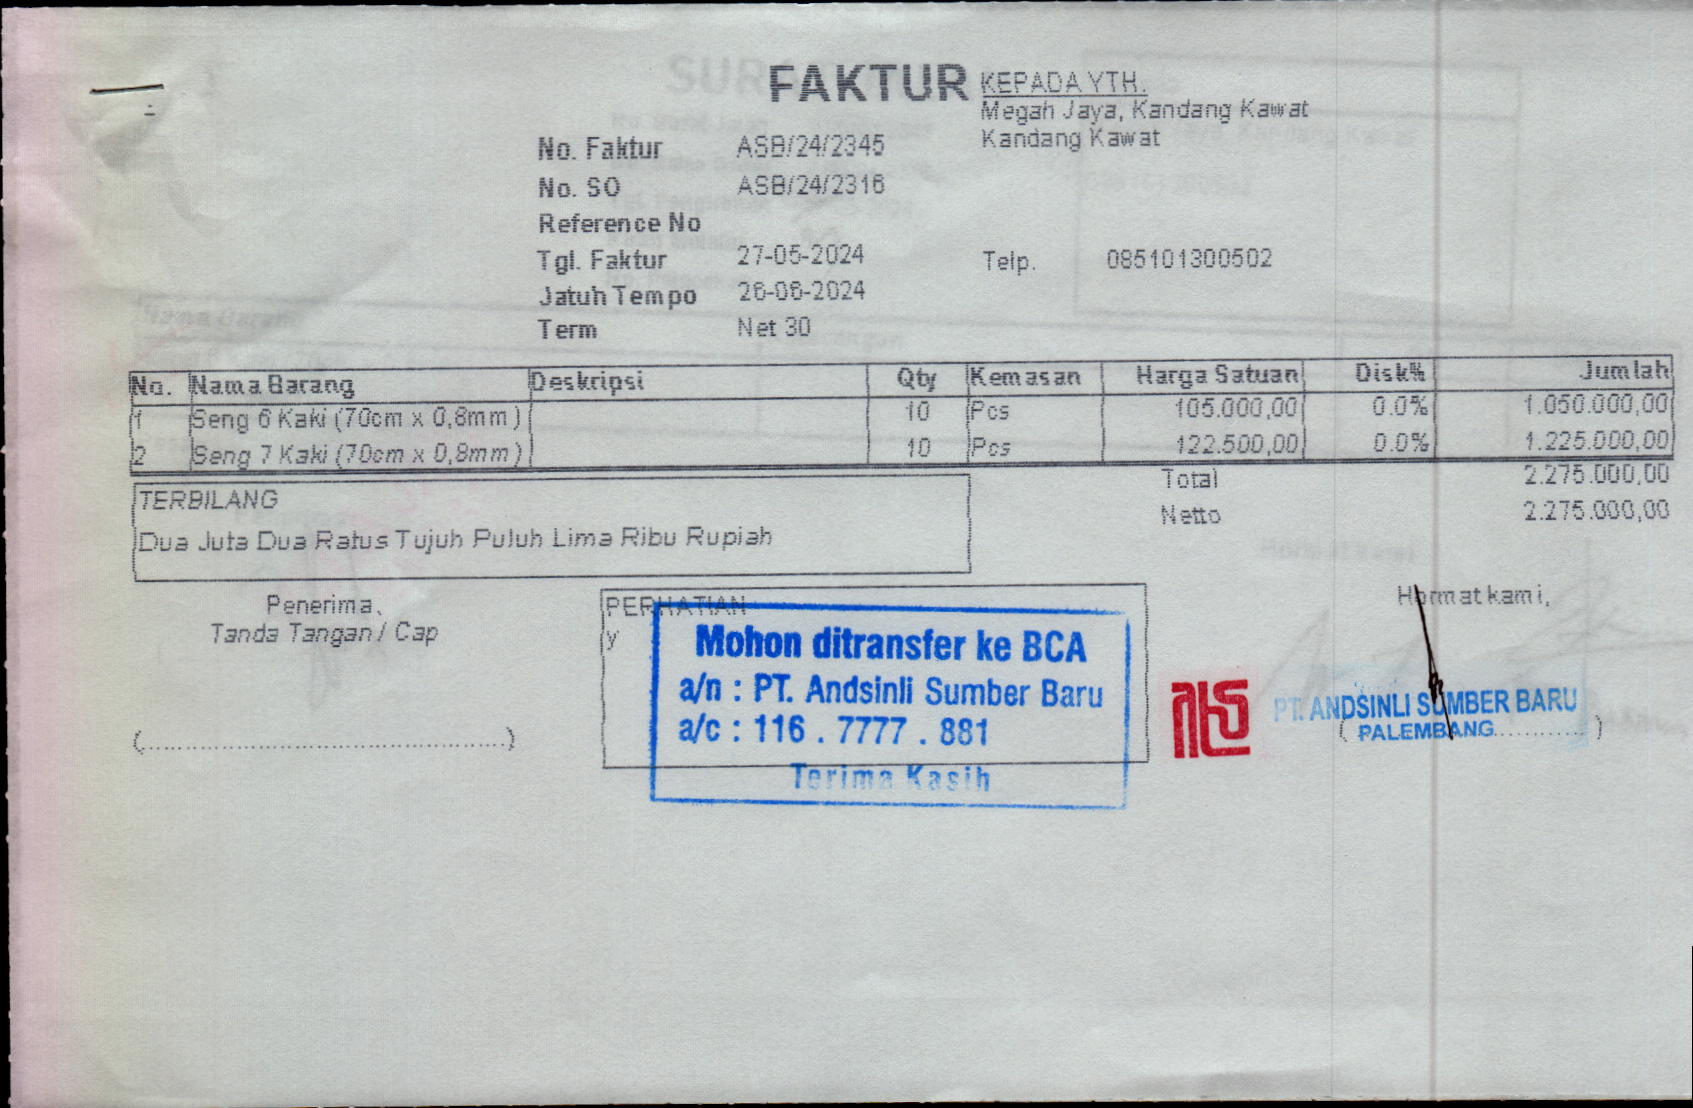 FAKTUR
KEPADA YTH.
Megah Jaya, Kandang Kawat
Kandang Kawat
No. Faktur ASB/24/2345
No. SO ASB/24/2316
Reference No
Tgl. Faktur 27-05-2024
Telp. 085101300502
Jatuh Tempo 26-06-2024
Term Net 30
No. Nama Barang Deskripsi Qty Kemasan Harga Satuan Disk% Jumlah
1 Seng 6 Kaki (70cm x 0,8mm) 10 Pcs 105.000,00 0.0% 1.050.000,00
2 Seng 7 Kaki (70cm x 0,8mm) 10 Pcs 122.500,00 0.0% 1.225.000,00
Total 2.275.000,00
Netto 2.275.000,00
TERBILANG
Dua Juta Dua Ratus Tujuh Puluh Lima Ribu Rupiah
Penerima,
Tanda Tangan / Cap
(........................................................)
PERHATIAN
y
Mohon ditransfer ke BCA
a/n : PT. Andsinli Sumber Baru
a/c : 116 . 7777 . 881
Terima Kasih
Hormat kami,
PT. ANDSINLI SUMBER BARU
( PALEMBANG............ )